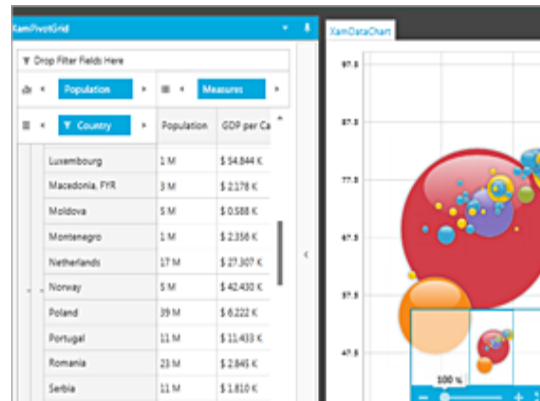 XamPivotGrid
Drop Filter Fields Here
Population
Measures
Country Population GDP per Ca
Luxembourg 1 M $ 54.844 K
Macedonia, FYR 3 M $ 2.178 K
Moldova 5 M $ 0.588 K
Montenegro 1 M $ 2.356 K
Netherlands 17 M $ 27.307 K
Norway 5 M $ 42.430 K
Poland 39 M $ 6.222 K
Portugal 11 M $ 11.433 K
Romania 23 M $ 2.845 K
Serbia 11 M $ 1.810 K
XamDataChart
97.5
87.5
77.5
67.5
57.5
47.5
100 %